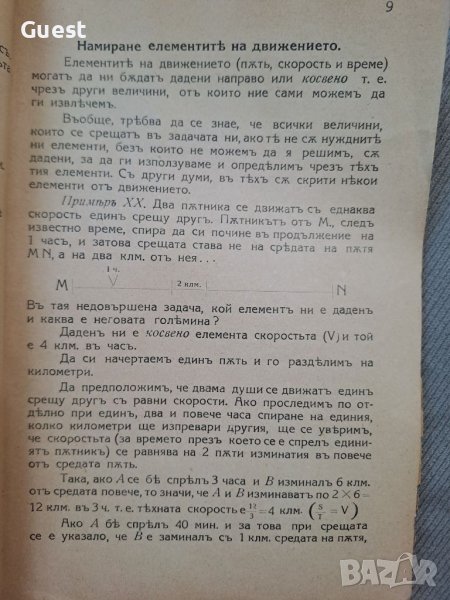 Guest
9
Намиране елементитѣ на движението.
Елементитѣ на движението (пѫть, скорость и време)
могатъ да ни бѫдатъ дадени направо или косвено т. е.
чрезъ други величини, отъ които ние сами можемъ да
ги извлѣчемъ.
Въобще, трѣбва да се знае, че всички величини,
които се срещатъ въ задачата ни, ако тѣ не сѫ нужднитѣ
ни елементи, безъ които не можемъ да я решимъ, сѫ
дадени, за да ги използуваме и опредѣлимъ чрезъ тѣхъ
тия елементи. Съ други думи, въ тѣхъ сѫ скрити нѣкои
елементи отъ движението.
Примѣръ XX. Два пѫтника се движатъ съ еднаква
скорость единъ срещу другъ. Пѫтникътъ отъ М., следъ
известно време, спира да си почине въ продължение на
1 часъ, и затова срещата става не на срѣдата на пѫтя
M N, а на два клм. отъ нея...
1 ч.
M V 2 клм. N
Въ тая недовършена задача, кой елементъ ни е даденъ
и каква е неговата големина?
Даденъ ни е косвено елемента скоростьта (V) и той
е 4 клм. въ часъ.
Да си начертаемъ единъ пѫть и го раздѣлимъ на
километри.
Да предположимъ, че двама души се движатъ единъ
срещу другъ съ равни скорости. Ако проследимъ по-
отдѣлно при единъ, два и повече часа спиране на единия,
колко километри ще изпревари другия, ще се увѣримъ,
че скоростьта (за времето презъ което се е спрелъ едини-
ятъ пѫтникъ) се равнява на 2 пѫти изминатия въ повече
отъ средата пѫть.
Така, ако А се бѣ спрѣлъ 3 часа и В изминалъ 6 клм.
отъ средата повече, то значи, че А и В изминаватъ по 2×6=
12 клм. въ 3 ч. т. е. тѣхната скорость е 12/3=4 клм. (S/T = V)
Ако А бѣ спрѣлъ 40 мин. и за това при срещата
се е указало, че В е заминалъ съ 1 клм. средата на пѫтя,
bazar